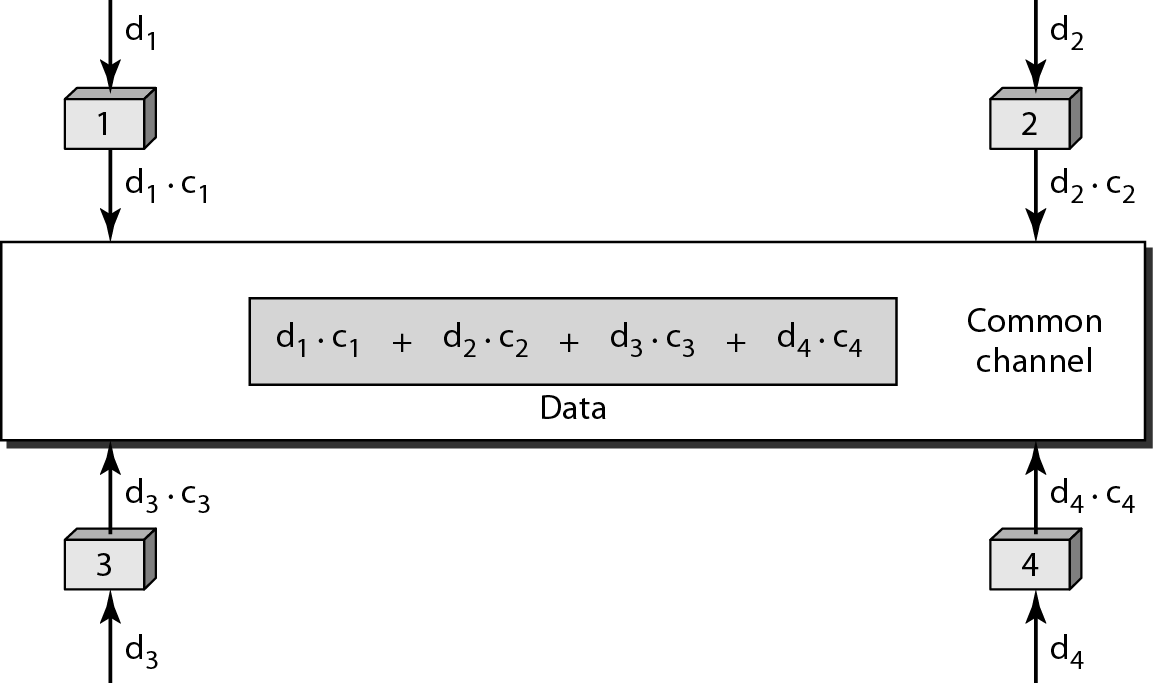 d₁
d₂
1
2
d₁ · c₁
d₂ · c₂
d₁ · c₁ + d₂ · c₂ + d₃ · c₃ + d₄ · c₄
Common
channel
Data
d₃ · c₃
d₄ · c₄
3
4
d₃
d₄